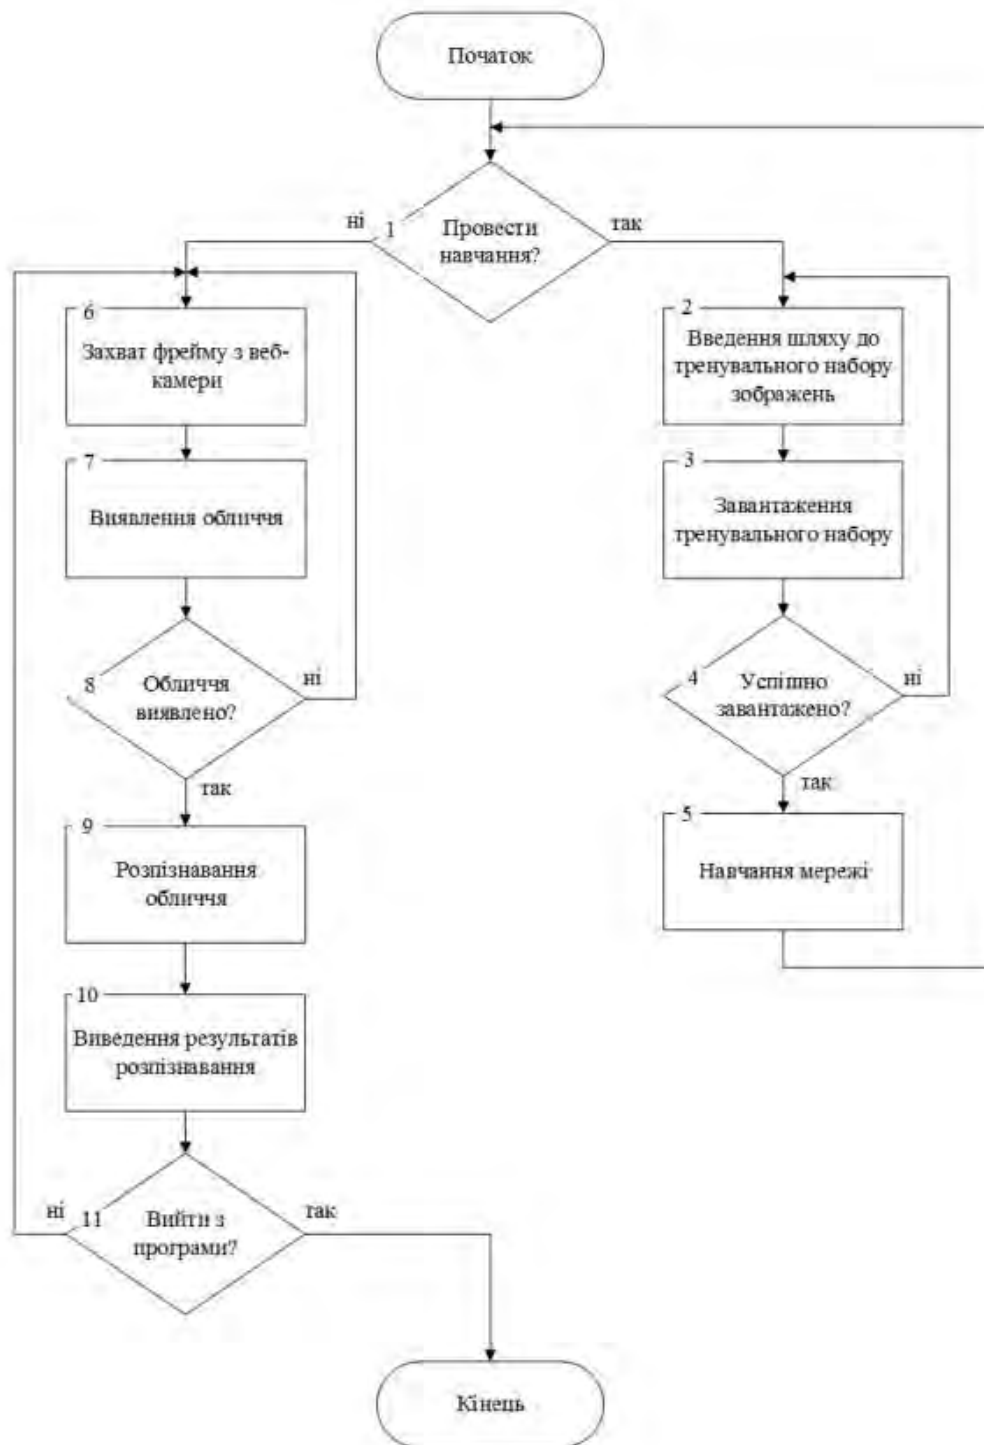 Початок
ні
1
Провести
навчання?
так
6
Захват фрейму з веб-
камери
7
Виявлення обличчя
8
Обличчя
виявлено?
ні
так
9
Розпізнавання
обличчя
10
Виведення результатів
розпізнавання
ні
11
Вийти з
програми?
так
2
Введення шляху до
тренувального набору
зображень
3
Завантаження
тренувального набору
4
Успішно
завантажено?
ні
так
5
Навчання мережі
Кінець